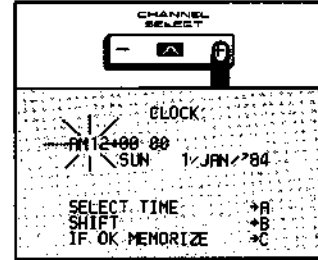 CHANNEL
SELECT
CLOCK
AM12:00 00
SUN 1/JAN/'84
SELECT TIME →A
SHIFT →B
IF OK MEMORIZE →C